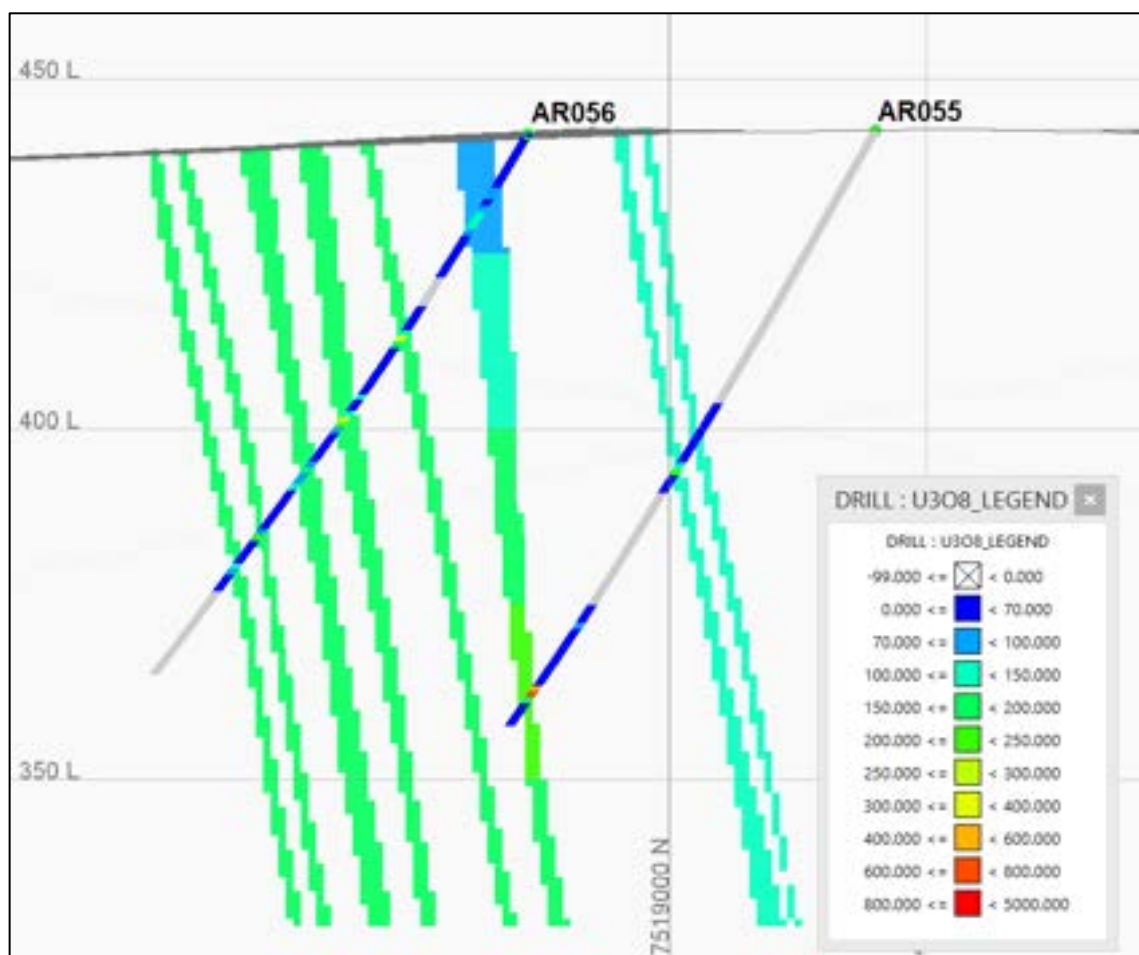 450 L
AR056
AR055
400 L
350 L
7519000 N
DRILL : U3O8_LEGEND
DRILL : U3O8_LEGEND
-99.000 <= < 0.000
0.000 <= < 70.000
70.000 <= < 100.000
100.000 <= < 150.000
150.000 <= < 200.000
200.000 <= < 250.000
250.000 <= < 300.000
300.000 <= < 400.000
400.000 <= < 600.000
600.000 <= < 800.000
800.000 <= < 5000.000